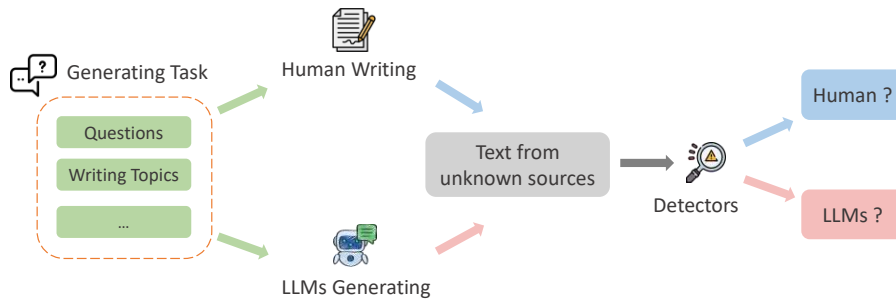 Generating Task
Questions
Writing Topics
...
Human Writing
LLMs Generating
Text from
unknown sources
Detectors
Human ?
LLMs ?